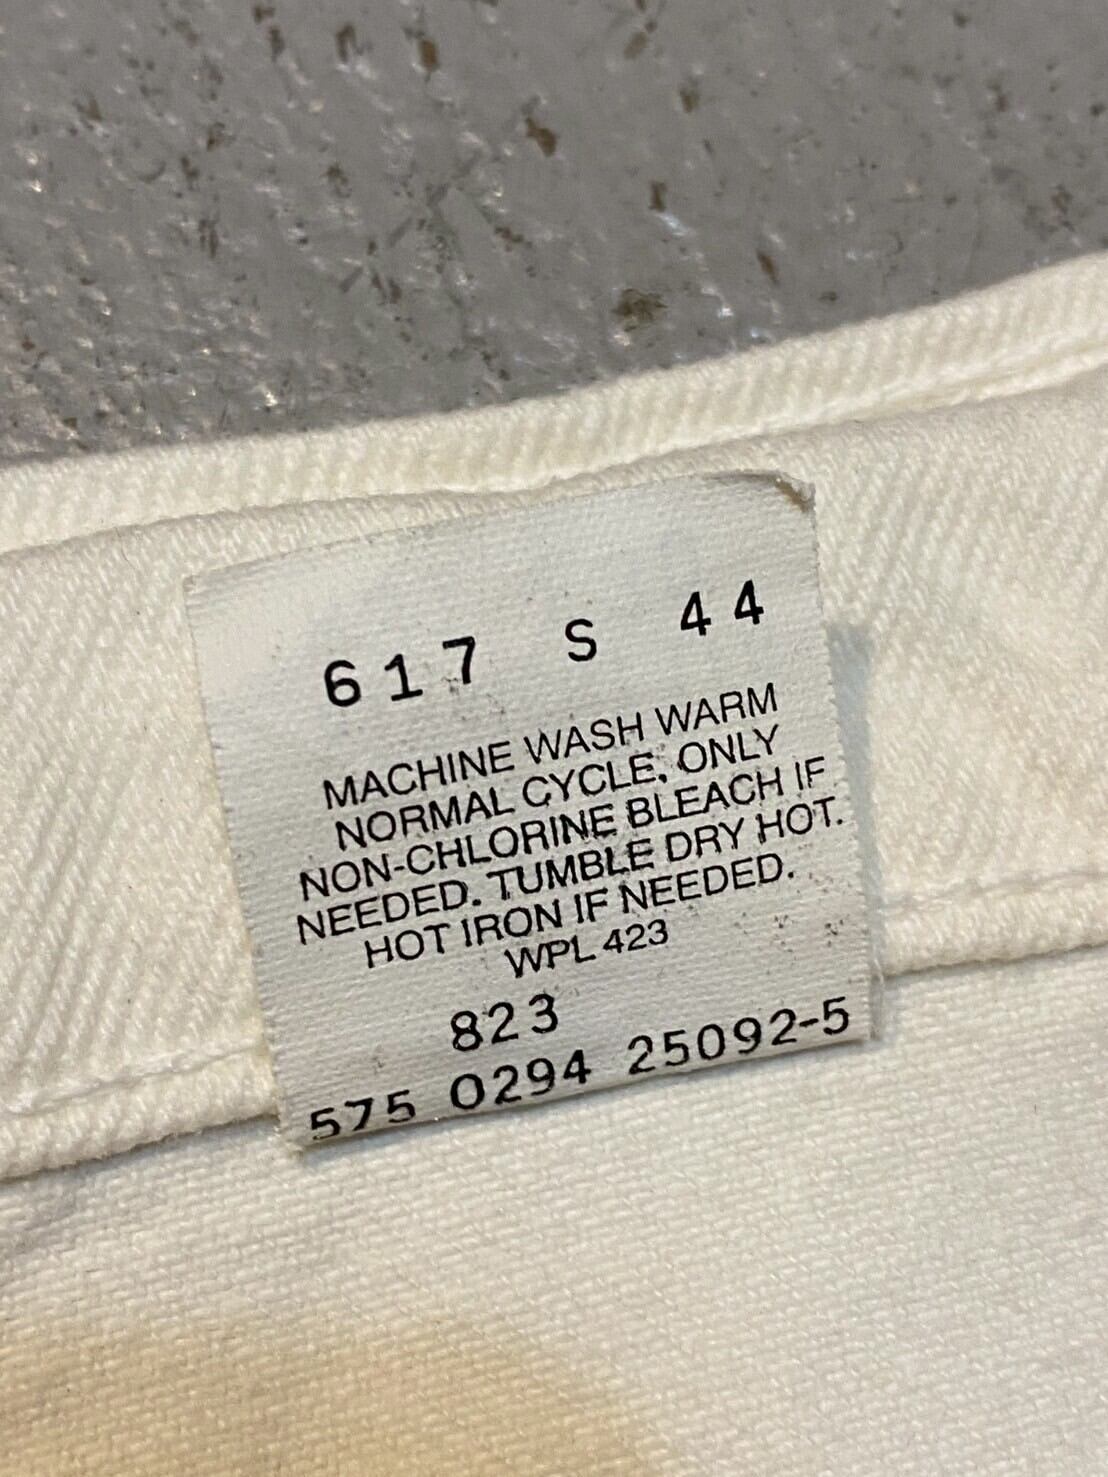 617 S 44
MACHINE WASH WARM
NORMAL CYCLE. ONLY
NON-CHLORINE BLEACH IF
NEEDED. TUMBLE DRY HOT.
HOT IRON IF NEEDED.
WPL 423
823
575 0294 25092-5